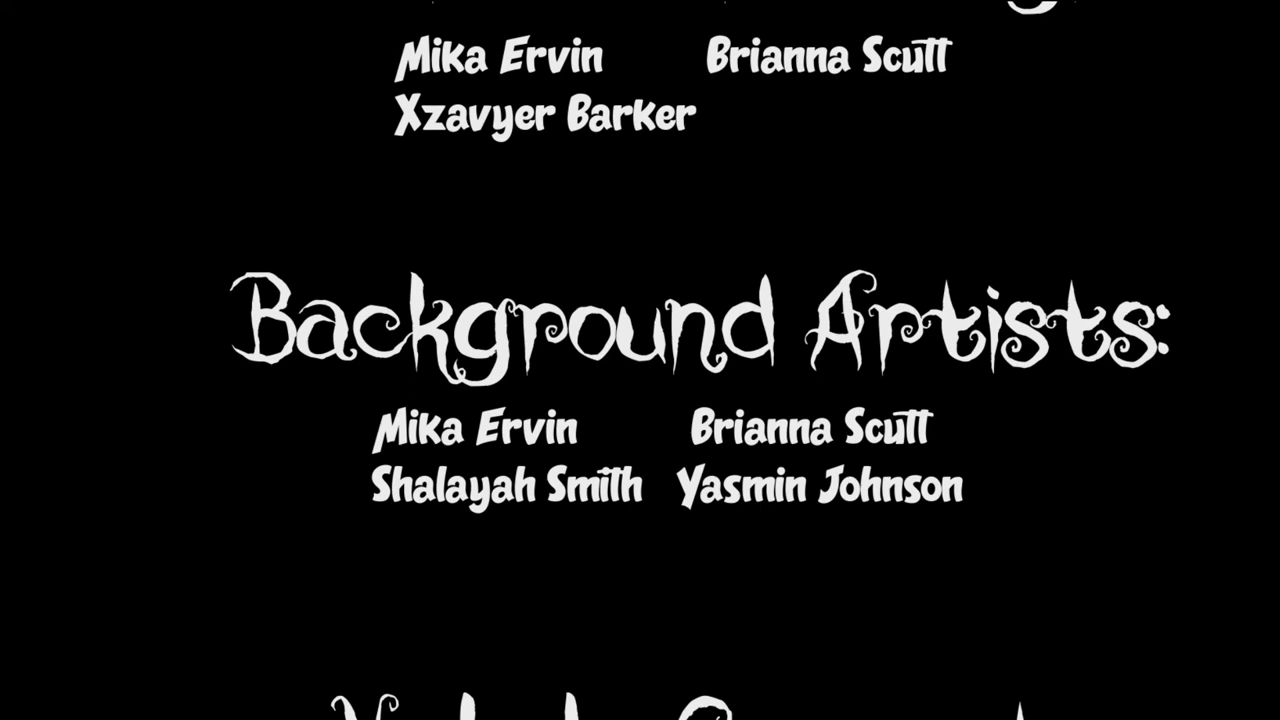 Mika Ervin Brianna Scutt
Xzavyer Barker
Background Artists:
Mika Ervin Brianna Scutt
Shalayah Smith Yasmin Johnson